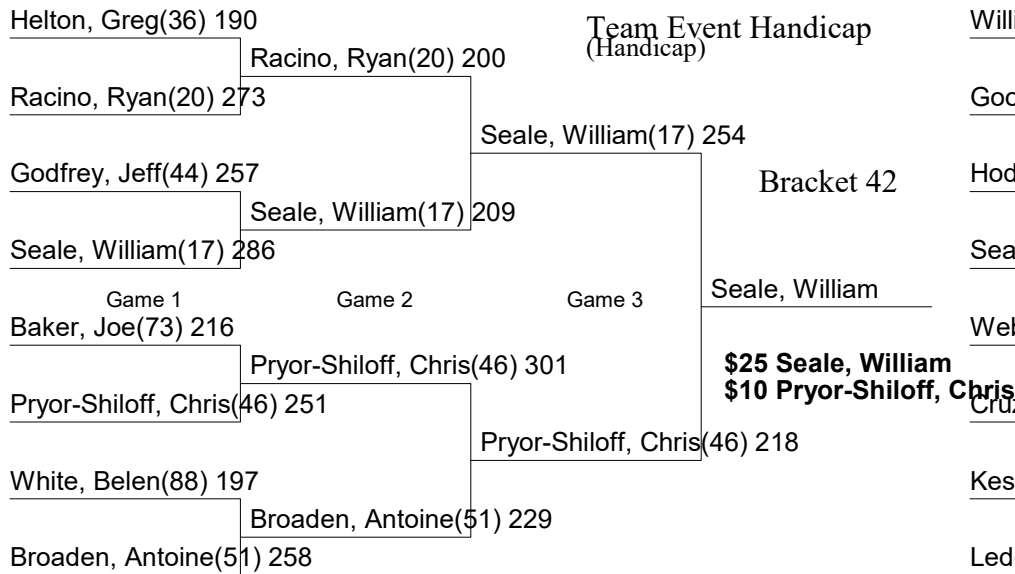 Helton, Greg(36) 190
Racino, Ryan(20) 273
Godfrey, Jeff(44) 257
Seale, William(17) 286
Game 1
Baker, Joe(73) 216
Pryor-Shiloff, Chris(46) 251
White, Belen(88) 197
Broaden, Antoine(51) 258
Racino, Ryan(20) 200
Seale, William(17) 209
Game 2
Pryor-Shiloff, Chris(46) 301
Broaden, Antoine(51) 229
Team Event Handicap
(Handicap)
Seale, William(17) 254
Bracket 42
Game 3
Pryor-Shiloff, Chris(46) 218
Seale, William
$25 Seale, William
$10 Pryor-Shiloff, Chris